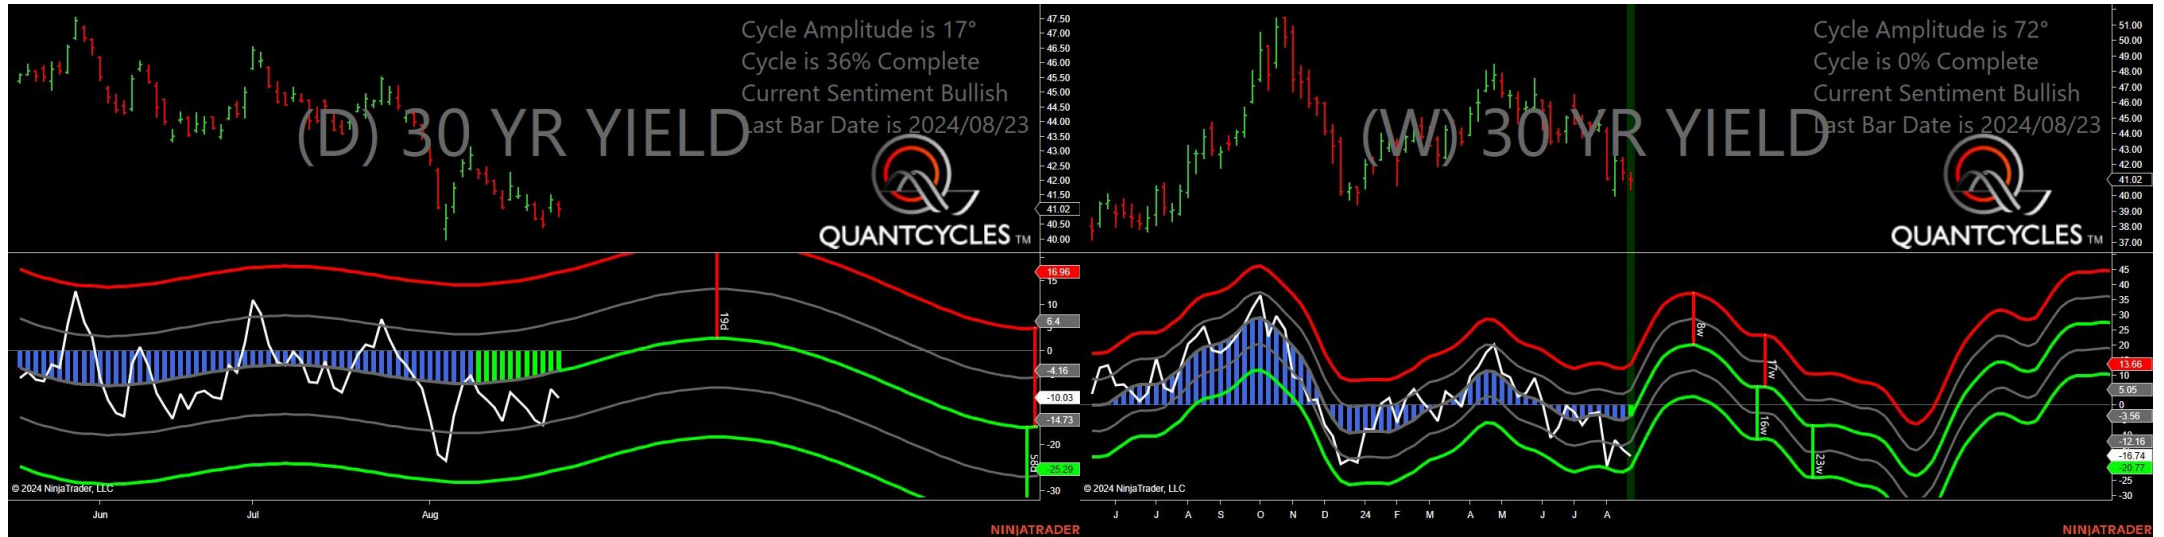 Cycle Amplitude is 17°
Cycle is 36% Complete
Current Sentiment Bullish
Last Bar Date is 2024/08/23
(D) 30 YR YIELD
QUANTCYCLES TM
47.50
47.00
46.50
46.00
45.50
45.00
44.50
44.00
43.50
43.00
42.50
42.00
41.50
41.02
40.50
40.00
19d
58d
16.96
15
10
6.4
5
0
-4.16
-10.03
-14.73
-20
-25.29
-30
© 2024 NinjaTrader, LLC
Jun
Jul
Aug
NINJATRADER
Cycle Amplitude is 72°
Cycle is 0% Complete
Current Sentiment Bullish
Last Bar Date is 2024/08/23
(W) 30 YR YIELD
QUANTCYCLES TM
51.00
50.00
49.00
48.00
47.00
46.00
45.00
44.00
43.00
42.00
41.02
40.00
39.00
38.00
37.00
8w
17w
16w
23w
45
40
35
30
25
20
13.66
10
5.05
0
-3.56
-12.16
-16.74
-20.77
-25
-30
© 2024 NinjaTrader, LLC
J J A S O N D 24 F M A M J J A
NINJATRADER